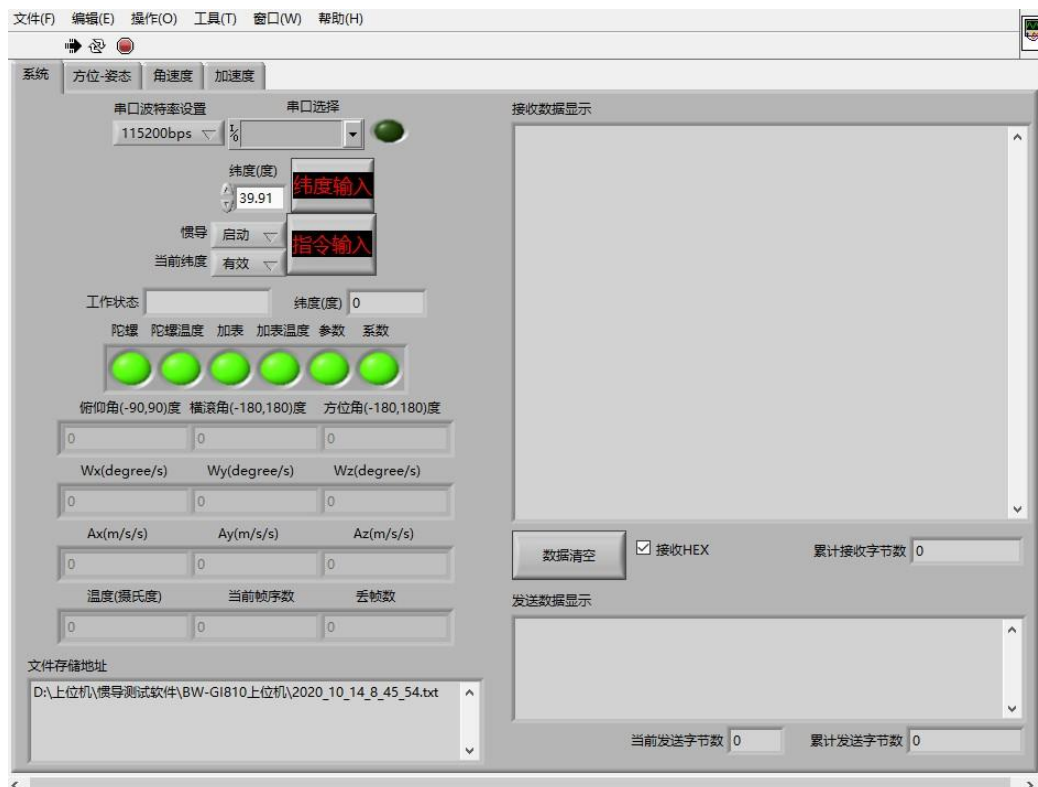 文件(F) 编辑(E) 操作(O) 工具(T) 窗口(W) 帮助(H)
系统 方位-姿态 角速度 加速度
串口波特率设置 串口选择
115200bps
纬度(度)
39.91 纬度输入
惯导 启动 指令输入
当前纬度 有效
工作状态 纬度(度) 0
陀螺 陀螺温度 加表 加表温度 参数 系数
俯仰角(-90,90)度 横滚角(-180,180)度 方位角(-180,180)度
0 0 0
Wx(degree/s) Wy(degree/s) Wz(degree/s)
0 0 0
Ax(m/s/s) Ay(m/s/s) Az(m/s/s)
0 0 0
温度(摄氏度) 当前帧序数 丢帧数
0 0 0
文件存储地址
D:\上位机\惯导测试软件\BW-GI810上位机\2020_10_14_8_45_54.txt
接收数据显示
数据清空 接收HEX 累计接收字节数 0
发送数据显示
当前发送字节数 0 累计发送字节数 0